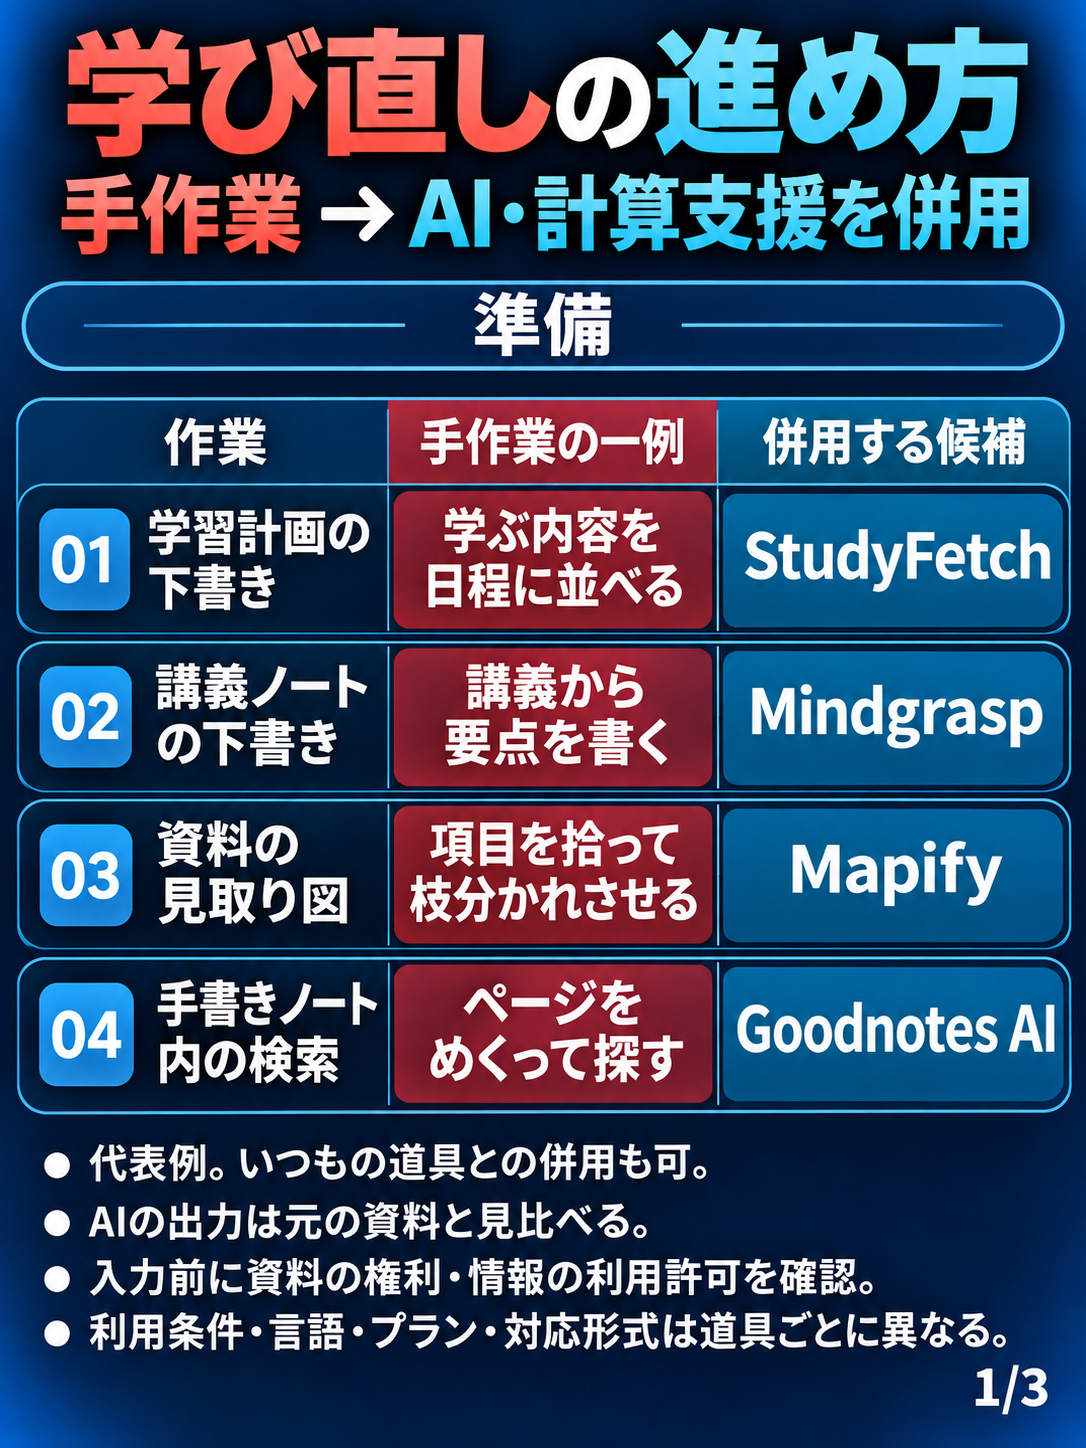 学び直しの進め方
手作業→AI・計算支援を併用
準備
作業 手作業の一例 併用する候補
01
学習計画の
下書き
学ぶ内容を
日程に並べる
StudyFetch
02
講義ノート
の下書き
講義から
要点を書く
Mindgrasp
03
資料の
見取り図
項目を拾って
枝分かれさせる
Mapify
04
手書きノート
内の検索
ページを
めくって探す
Goodnotes AI
● 代表例。いつもの道具との併用も可。
● AIの出力は元の資料と見比べる。
● 入力前に資料の権利・情報の利用許可を確認。
● 利用条件・言語・プラン・対応形式は道具ごとに異なる。
1/3